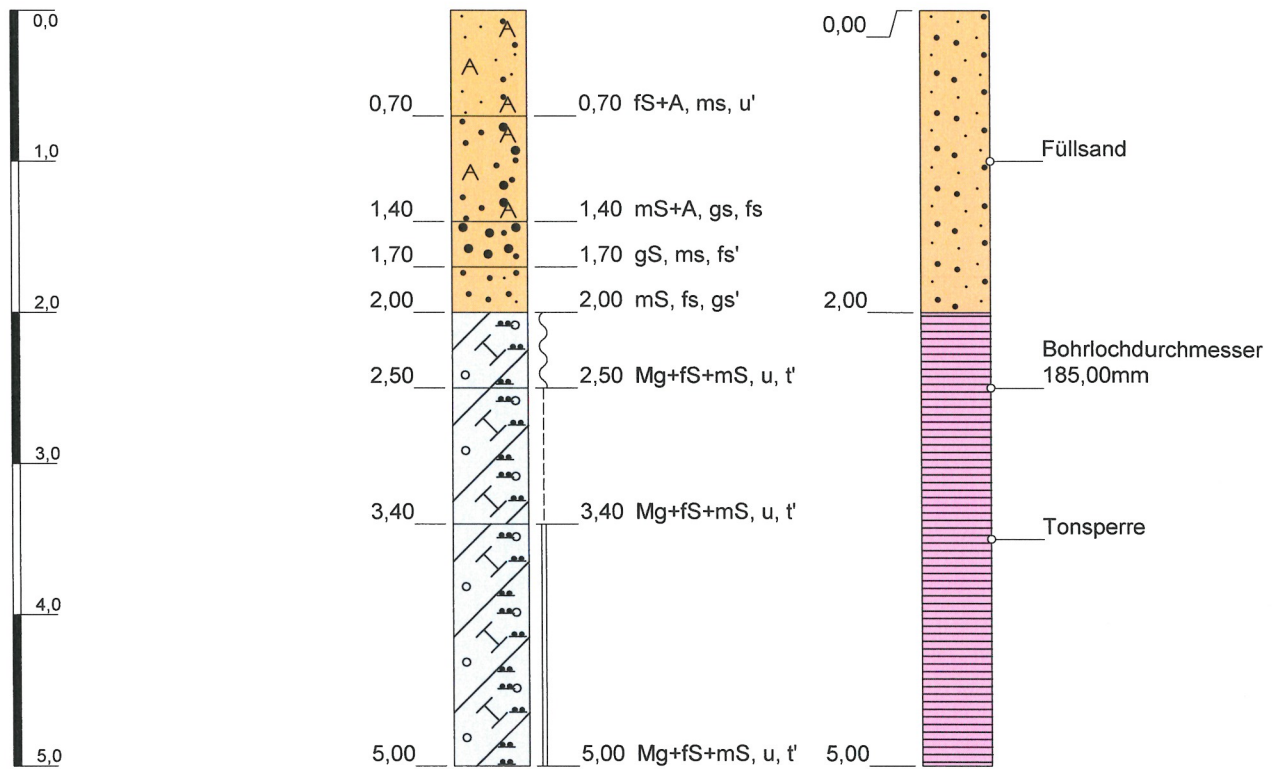 0,0
1,0
2,0
3,0
4,0
5,0
0,70
1,40
1,70
2,00
2,50
3,40
5,00
0,70 fS+A, ms, u'
1,40 mS+A, gs, fs
1,70 gS, ms, fs'
2,00 mS, fs, gs'
2,50 Mg+fS+mS, u, t'
3,40 Mg+fS+mS, u, t'
5,00 Mg+fS+mS, u, t'
A
A
A
A
A
A
0,00
2,00
5,00
Füllsand
Bohrlochdurchmesser
185,00mm
Tonsperre